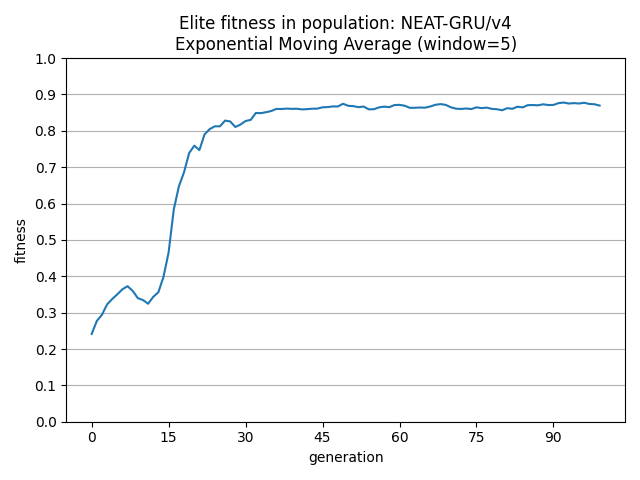 Elite fitness in population: NEAT-GRU/v4
Exponential Moving Average (window=5)
1.0
0.9
0.8
0.7
0.6
0.5
0.4
0.3
0.2
0.1
0.0
fitness
0 15 30 45 60 75 90
generation